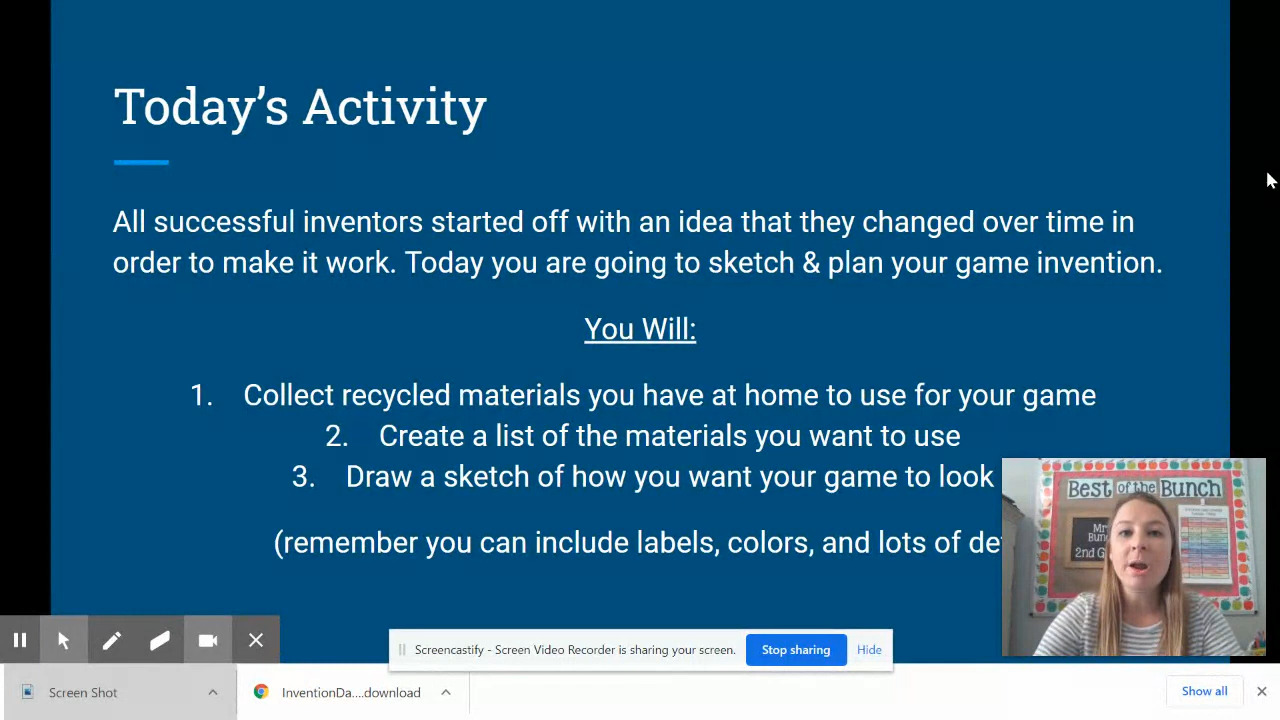 Today's Activity
All successful inventors started off with an idea that they changed over time in
order to make it work. Today you are going to sketch & plan your game invention.
You Will:
1. Collect recycled materials you have at home to use for your game
2. Create a list of the materials you want to use
3. Draw a sketch of how you want your game to look
(remember you can include labels, colors, and lots of
Best of the Bunch
2nd
Screencastify - Screen Video Recorder is sharing your screen.
Stop sharing
Hide
Screen Shot
InventionDa....download
Show all